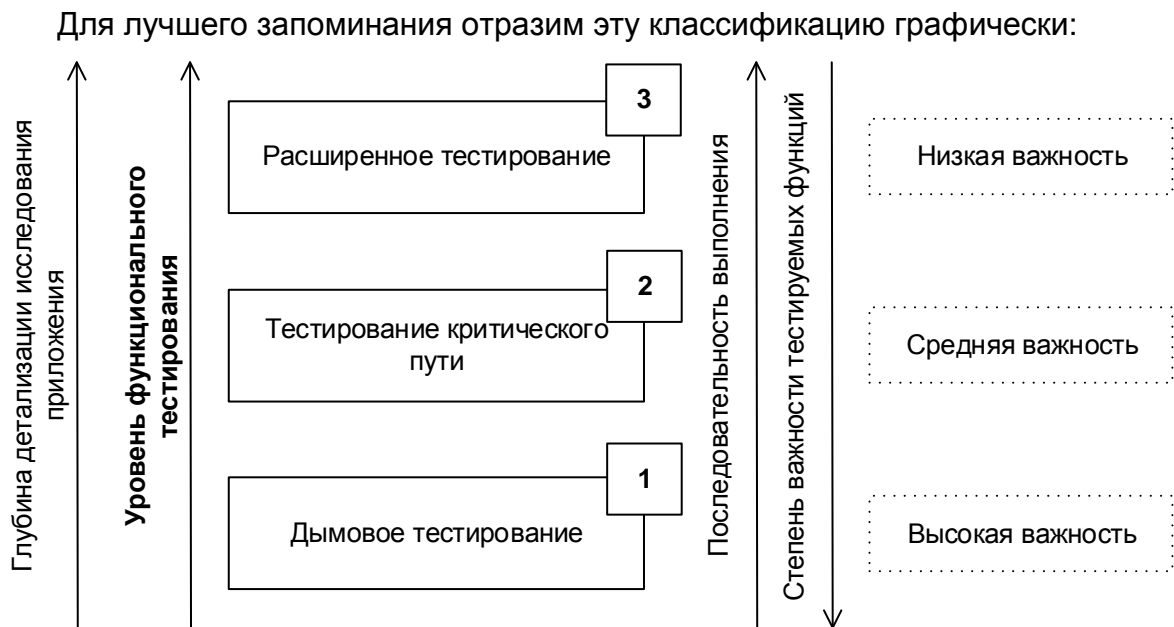 Для лучшего запоминания отразим эту классификацию графически:
Глубина детализации исследования
приложения
Уровень функционального
тестирования
3
Расширенное тестирование
2
Тестирование критического
пути
1
Дымовое тестирование
Последовательность выполнения
Степень важности тестируемых функций
Низкая важность
Средняя важность
Высокая важность